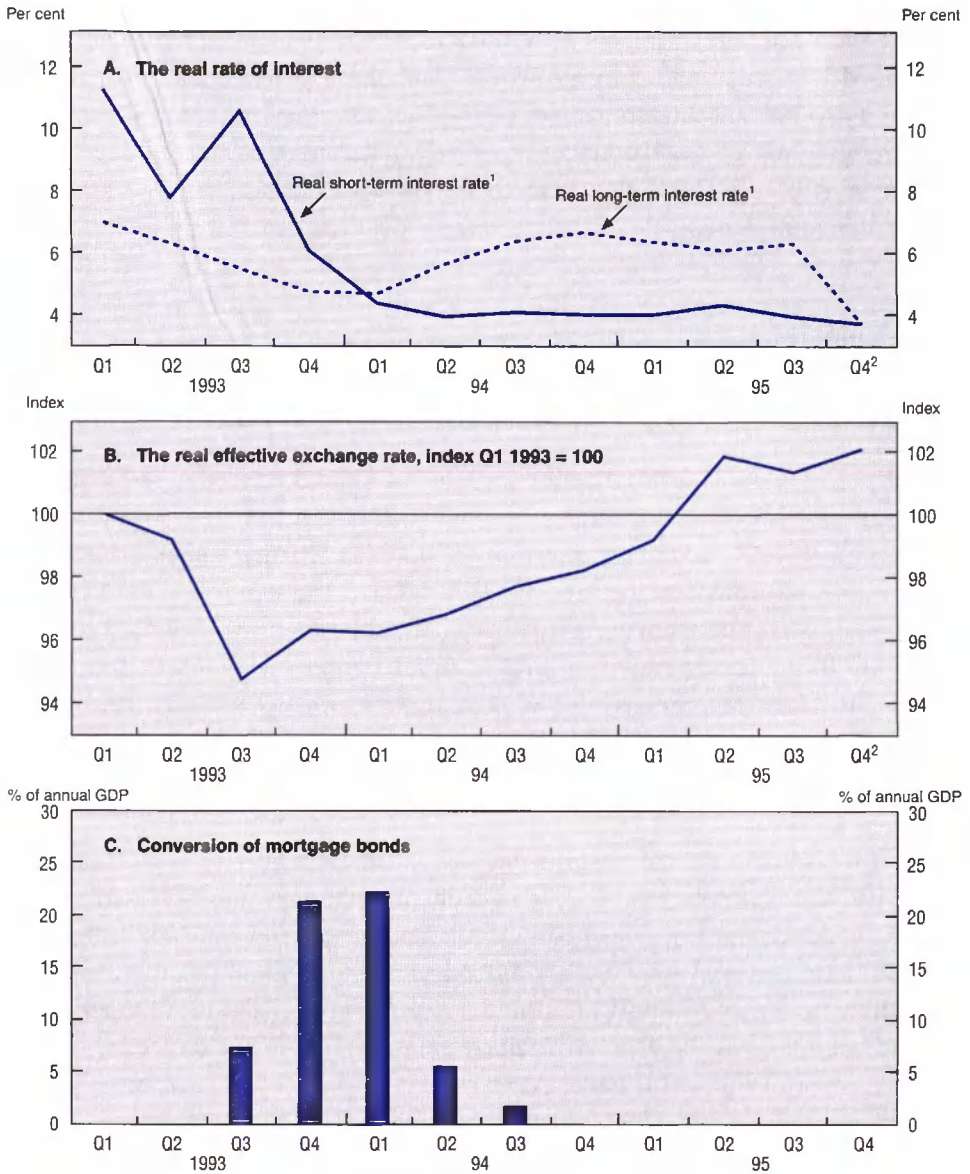 Per cent Per cent
A. The real rate of interest
12 12
10 10
8 8
6 6
4 4
Real short-term interest rate¹
Real long-term interest rate¹
Q1 Q2 Q3 Q4 Q1 Q2 Q3 Q4 Q1 Q2 Q3 Q4²
1993 94 95
Index Index
B. The real effective exchange rate, index Q1 1993 = 100
102 102
100 100
98 98
96 96
94 94
Q1 Q2 Q3 Q4 Q1 Q2 Q3 Q4 Q1 Q2 Q3 Q4²
1993 94 95
% of annual GDP % of annual GDP
C. Conversion of mortgage bonds
30 30
25 25
20 20
15 15
10 10
5 5
0 0
Q1 Q2 Q3 Q4 Q1 Q2 Q3 Q4 Q1 Q2 Q3 Q4
1993 94 95